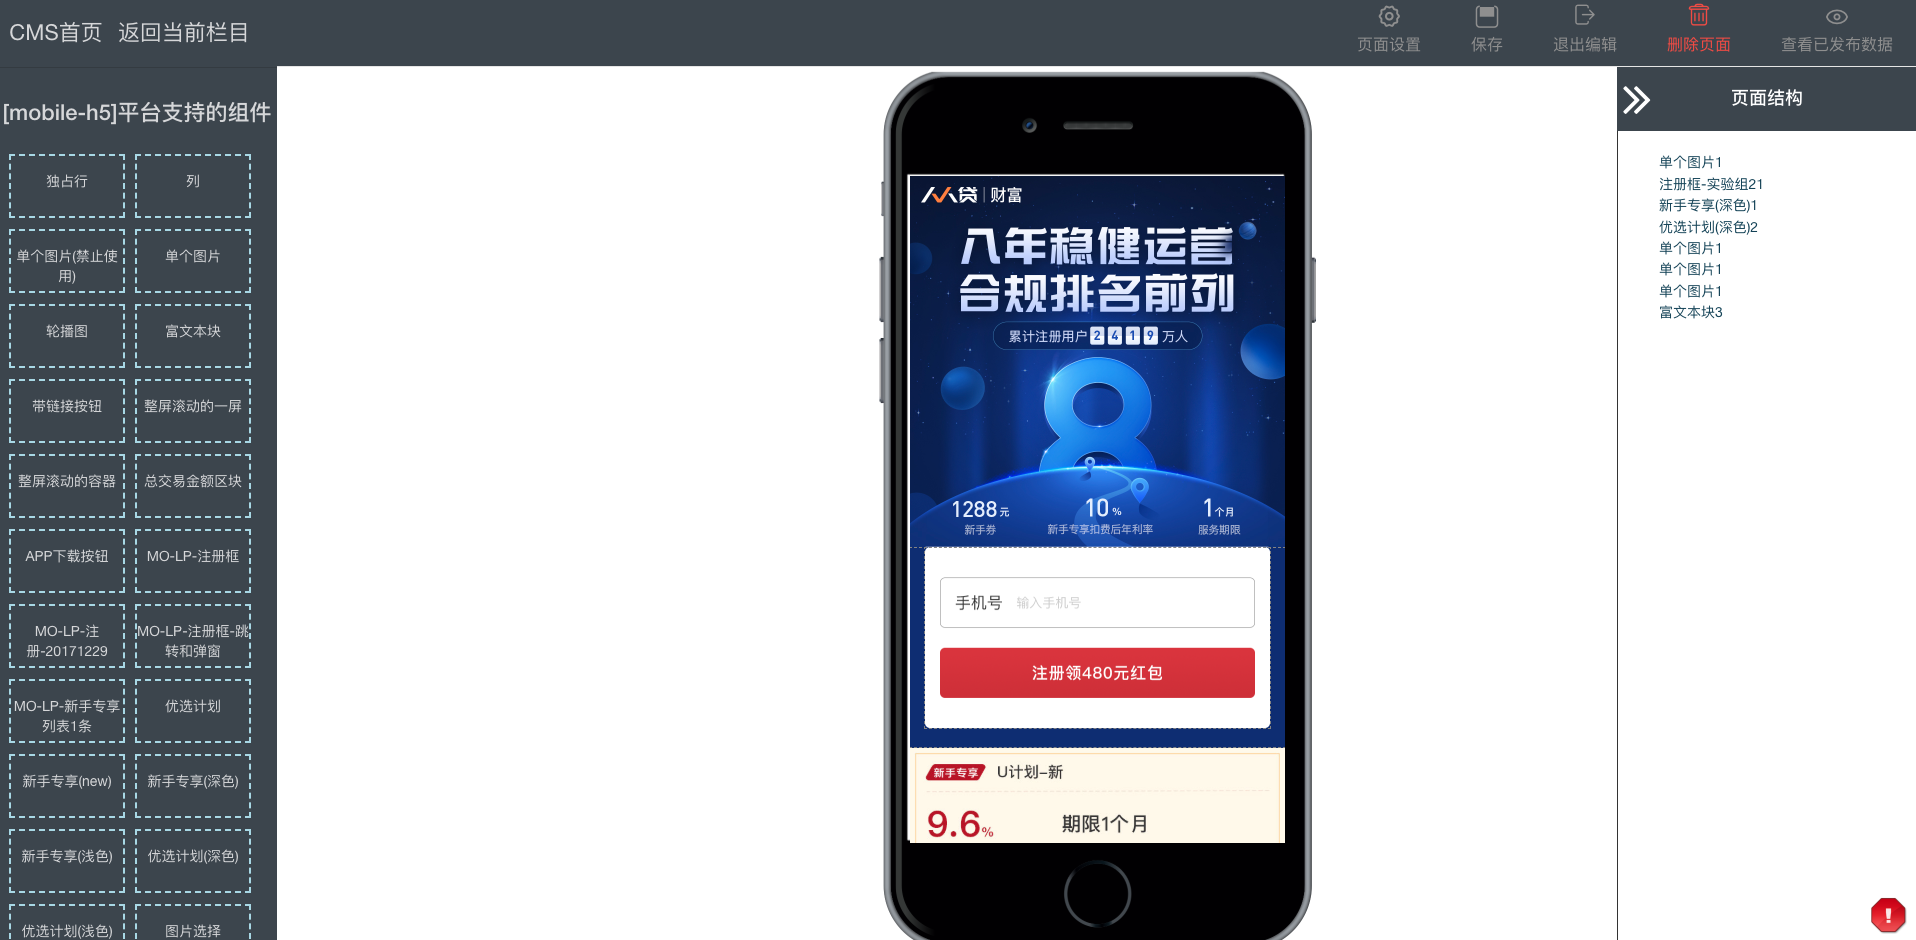 CMS首页 返回当前栏目
页面设置 保存 退出编辑 删除页面 查看已发布数据
[mobile-h5]平台支持的组件
独占行 列
单个图片(禁止使
用)
单个图片
轮播图 富文本块
带链接按钮 整屏滚动的一屏
整屏滚动的容器 总交易金额区块
APP下载按钮 MO-LP-注册框
MO-LP-注
册-20171229
MO-LP-注册框-跳
转和弹窗
MO-LP-新手专享
列表1条
优选计划
新手专享(new) 新手专享(深色)
新手专享(浅色) 优选计划(深色)
优选计划(浅色) 图片选择
人人贷 财富
八年稳健运营
合规排名前列
累计注册用户 2 4 1 9 万人
8
1288元 10% 1个月
新手券 新手专享扣费后年利率 服务期限
手机号 输入手机号
注册领480元红包
新手专享 U计划-新
9.6% 期限1个月
页面结构
单个图片1
注册框-实验组21
新手专享(深色)1
优选计划(深色)2
单个图片1
单个图片1
单个图片1
富文本块3